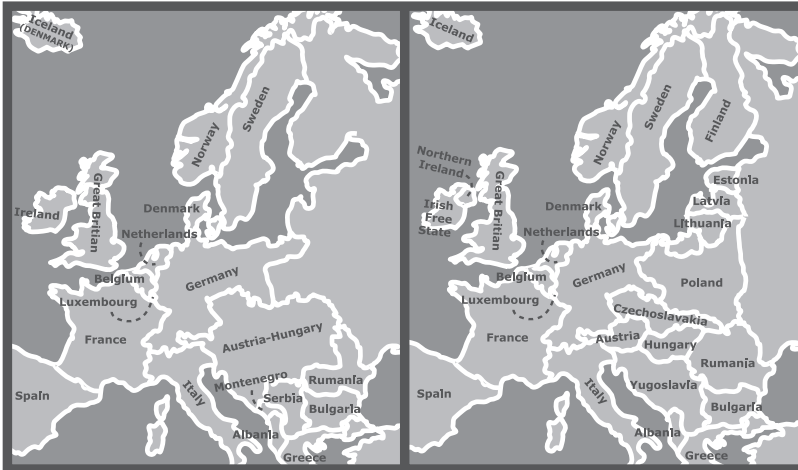 Iceland
(DENMARK)
Norway
Sweden
Great Britian
Ireland
Denmark
Netherlands
Belgium
Luxembourg
Germany
France
Austria-Hungary
Spain
Italy
Montenegro
Serbia
Rumania
Bulgaria
Albania
Greece
Iceland
Norway
Sweden
Finland
Northern
Ireland
Great Britian
Irish
Free
State
Estonia
Latvia
Lithuania
Denmark
Netherlands
Belgium
Luxembourg
Germany
Poland
Czechoslavakia
France
Austria
Hungary
Rumania
Spain
Italy
Yugoslavia
Bulgaria
Albania
Greece